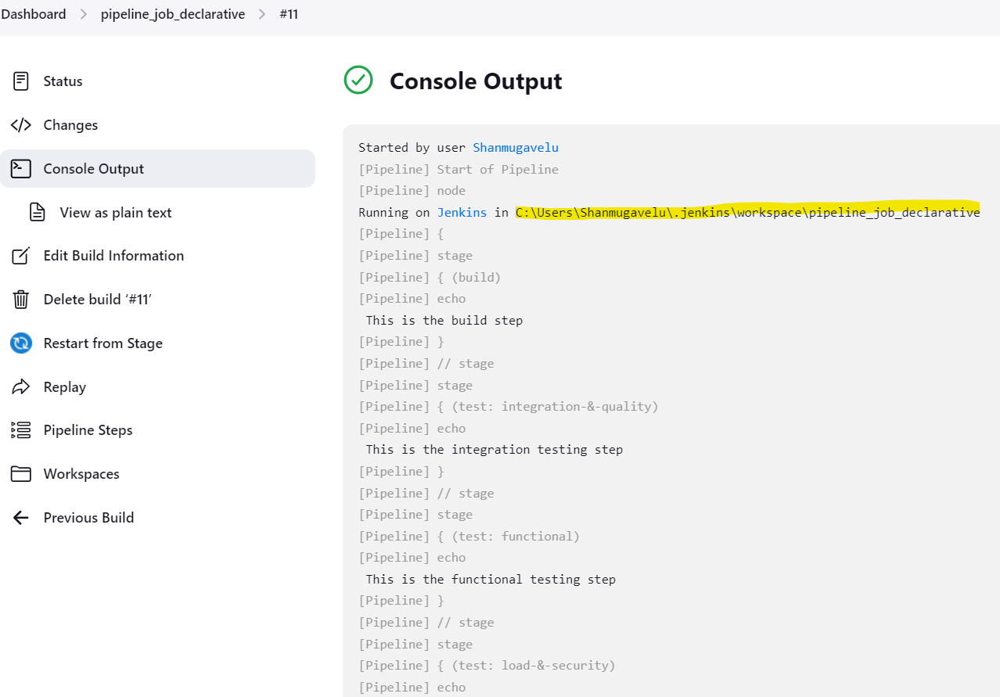 Dashboard > pipeline_job_declarative > #11
Status
Changes
Console Output
View as plain text
Edit Build Information
Delete build ‘#11’
Restart from Stage
Replay
Pipeline Steps
Workspaces
Previous Build
Console Output
Started by user Shanmugavelu
[Pipeline] Start of Pipeline
[Pipeline] node
Running on Jenkins in C:\Users\Shanmugavelu\.jenkins\workspace\pipeline_job_declarative
[Pipeline] {
[Pipeline] stage
[Pipeline] { (build)
[Pipeline] echo
This is the build step
[Pipeline] }
[Pipeline] // stage
[Pipeline] stage
[Pipeline] { (test: integration-&-quality)
[Pipeline] echo
This is the integration testing step
[Pipeline] }
[Pipeline] // stage
[Pipeline] stage
[Pipeline] { (test: functional)
[Pipeline] echo
This is the functional testing step
[Pipeline] }
[Pipeline] // stage
[Pipeline] stage
[Pipeline] { (test: load-&-security)
[Pipeline] echo